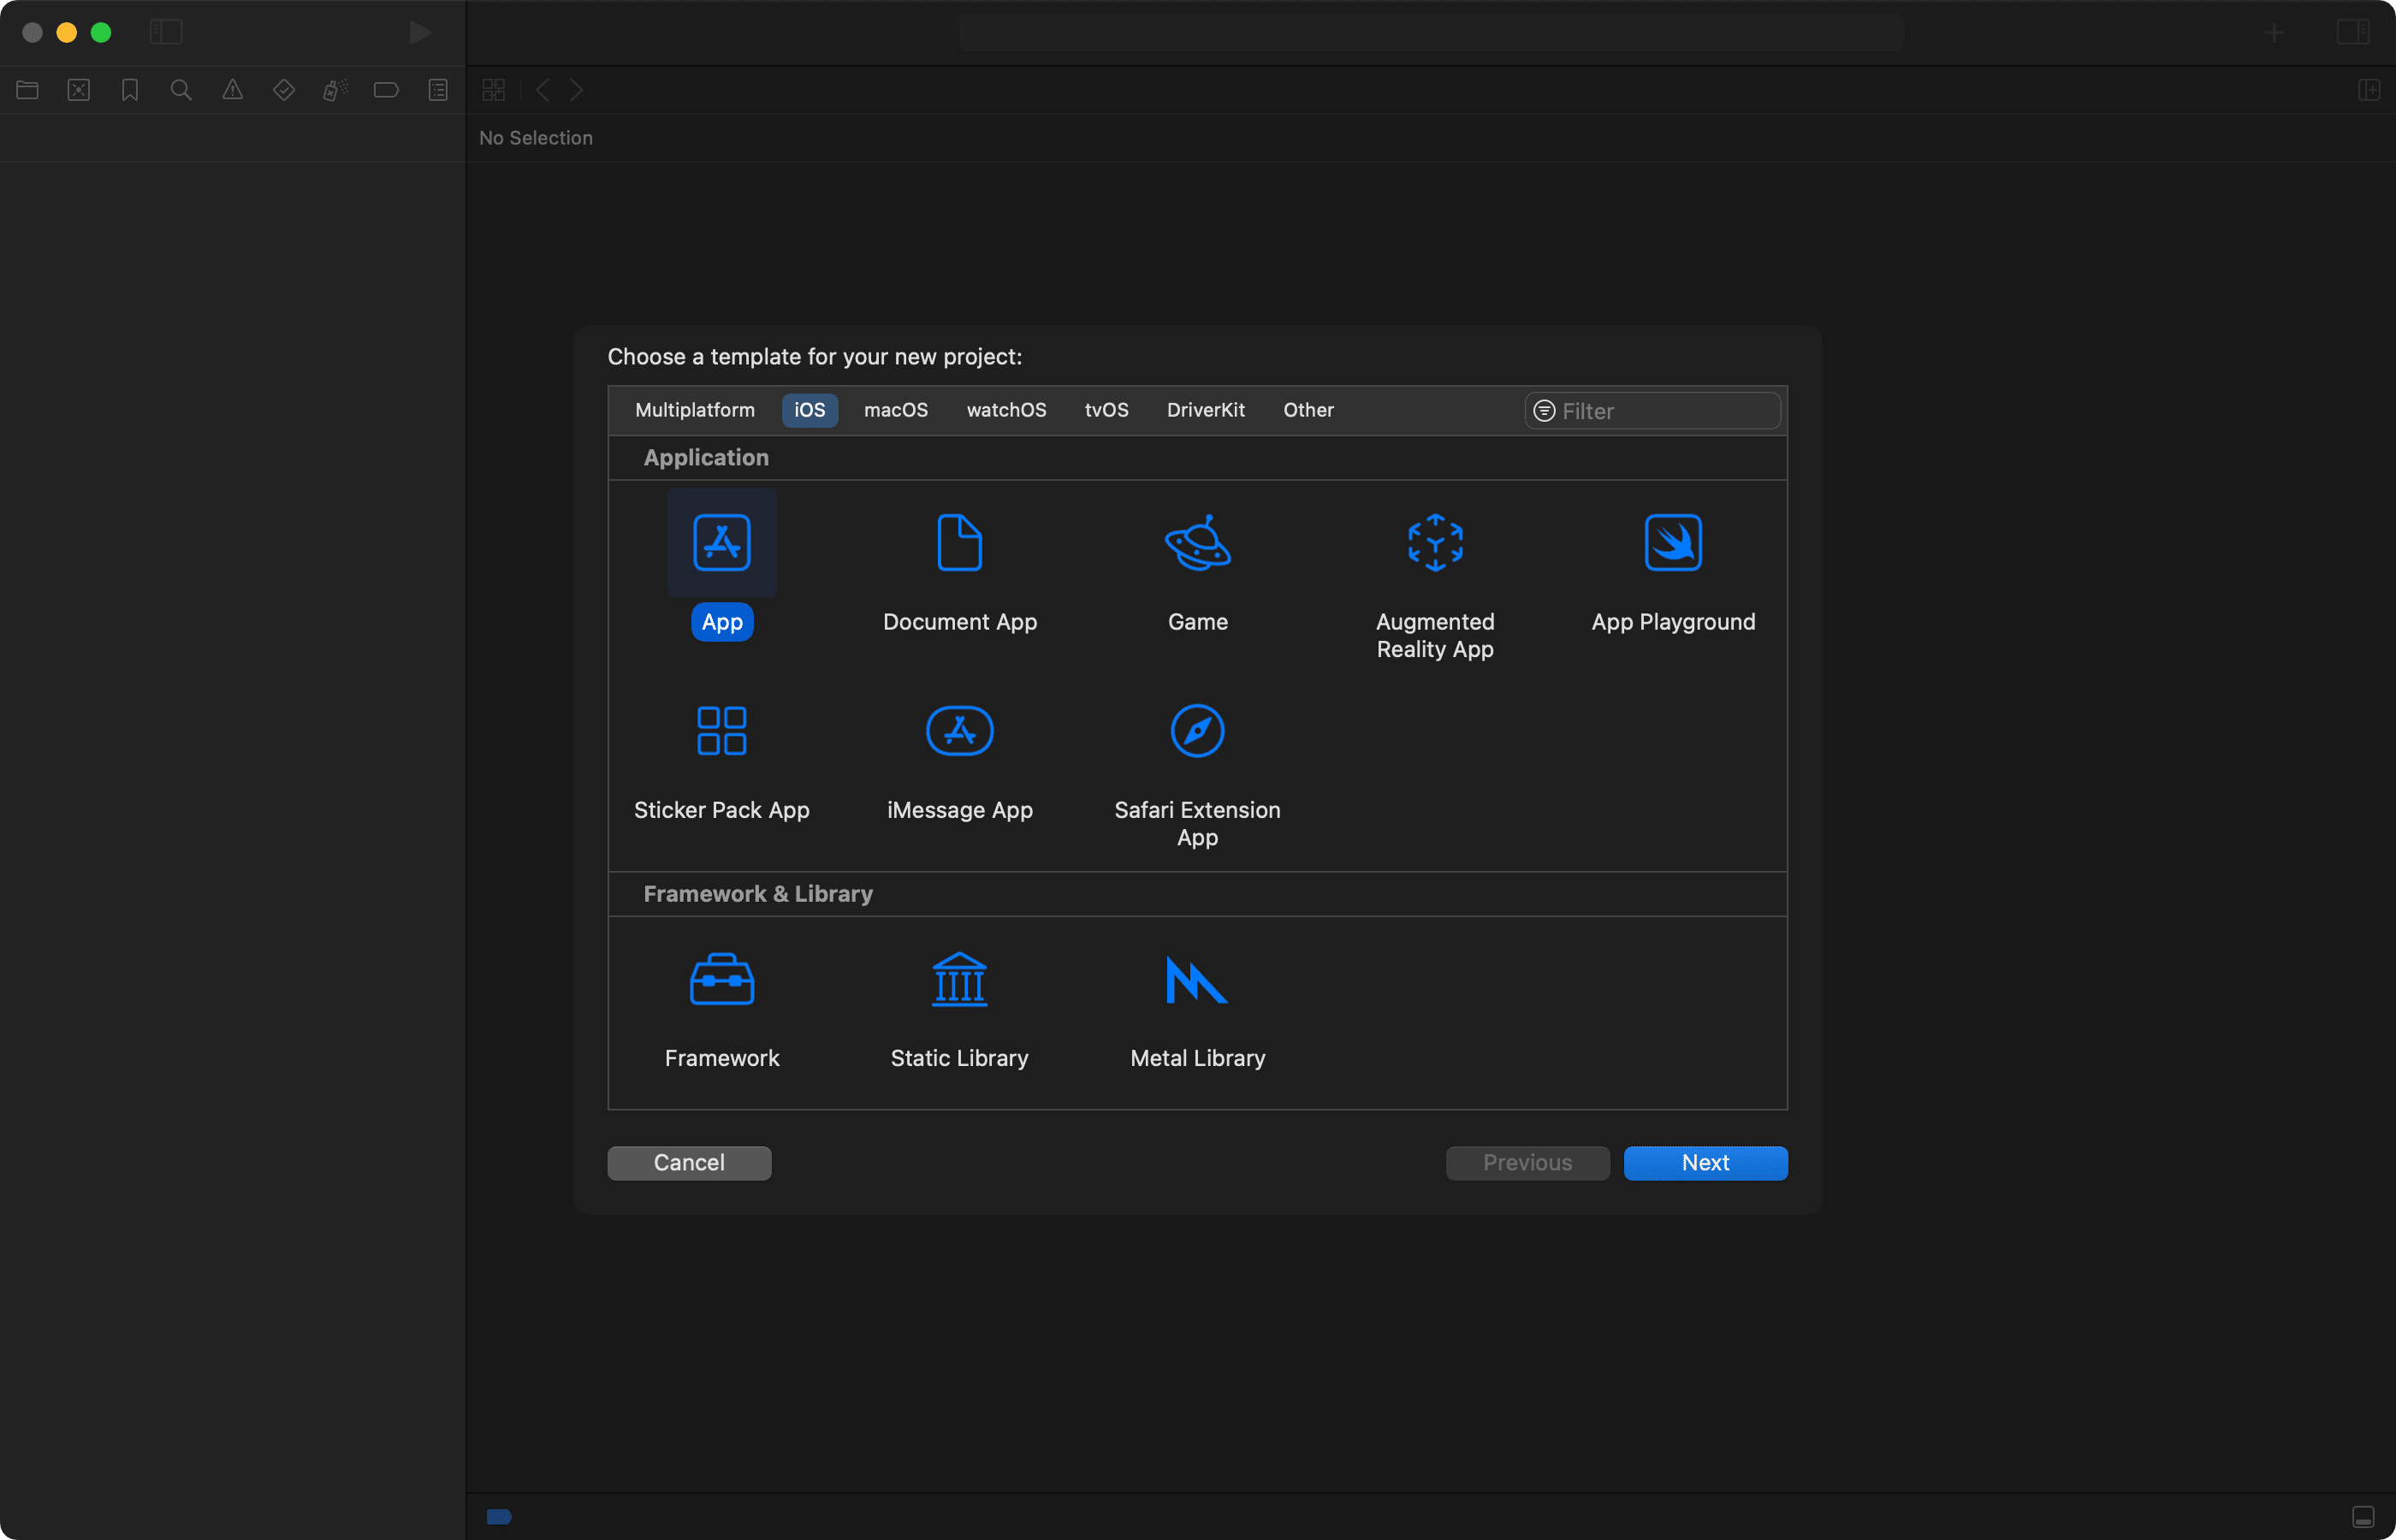 No Selection
Choose a template for your new project:
Multiplatform iOS macOS watchOS tvOS DriverKit Other Filter
Application
App Document App Game Augmented Reality App App Playground
Sticker Pack App iMessage App Safari Extension App
Framework & Library
Framework Static Library Metal Library
Cancel Previous Next